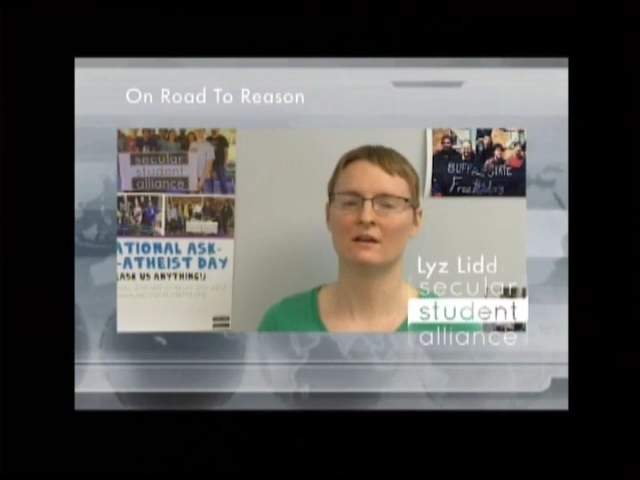 On Road To Reason
secular
student
alliance
BUFFALO STATE
ATIONAL ASK-
-ATHEIST DAY
ASK US ANYTHING!)
Lyz Lidd
secular
student
alliance